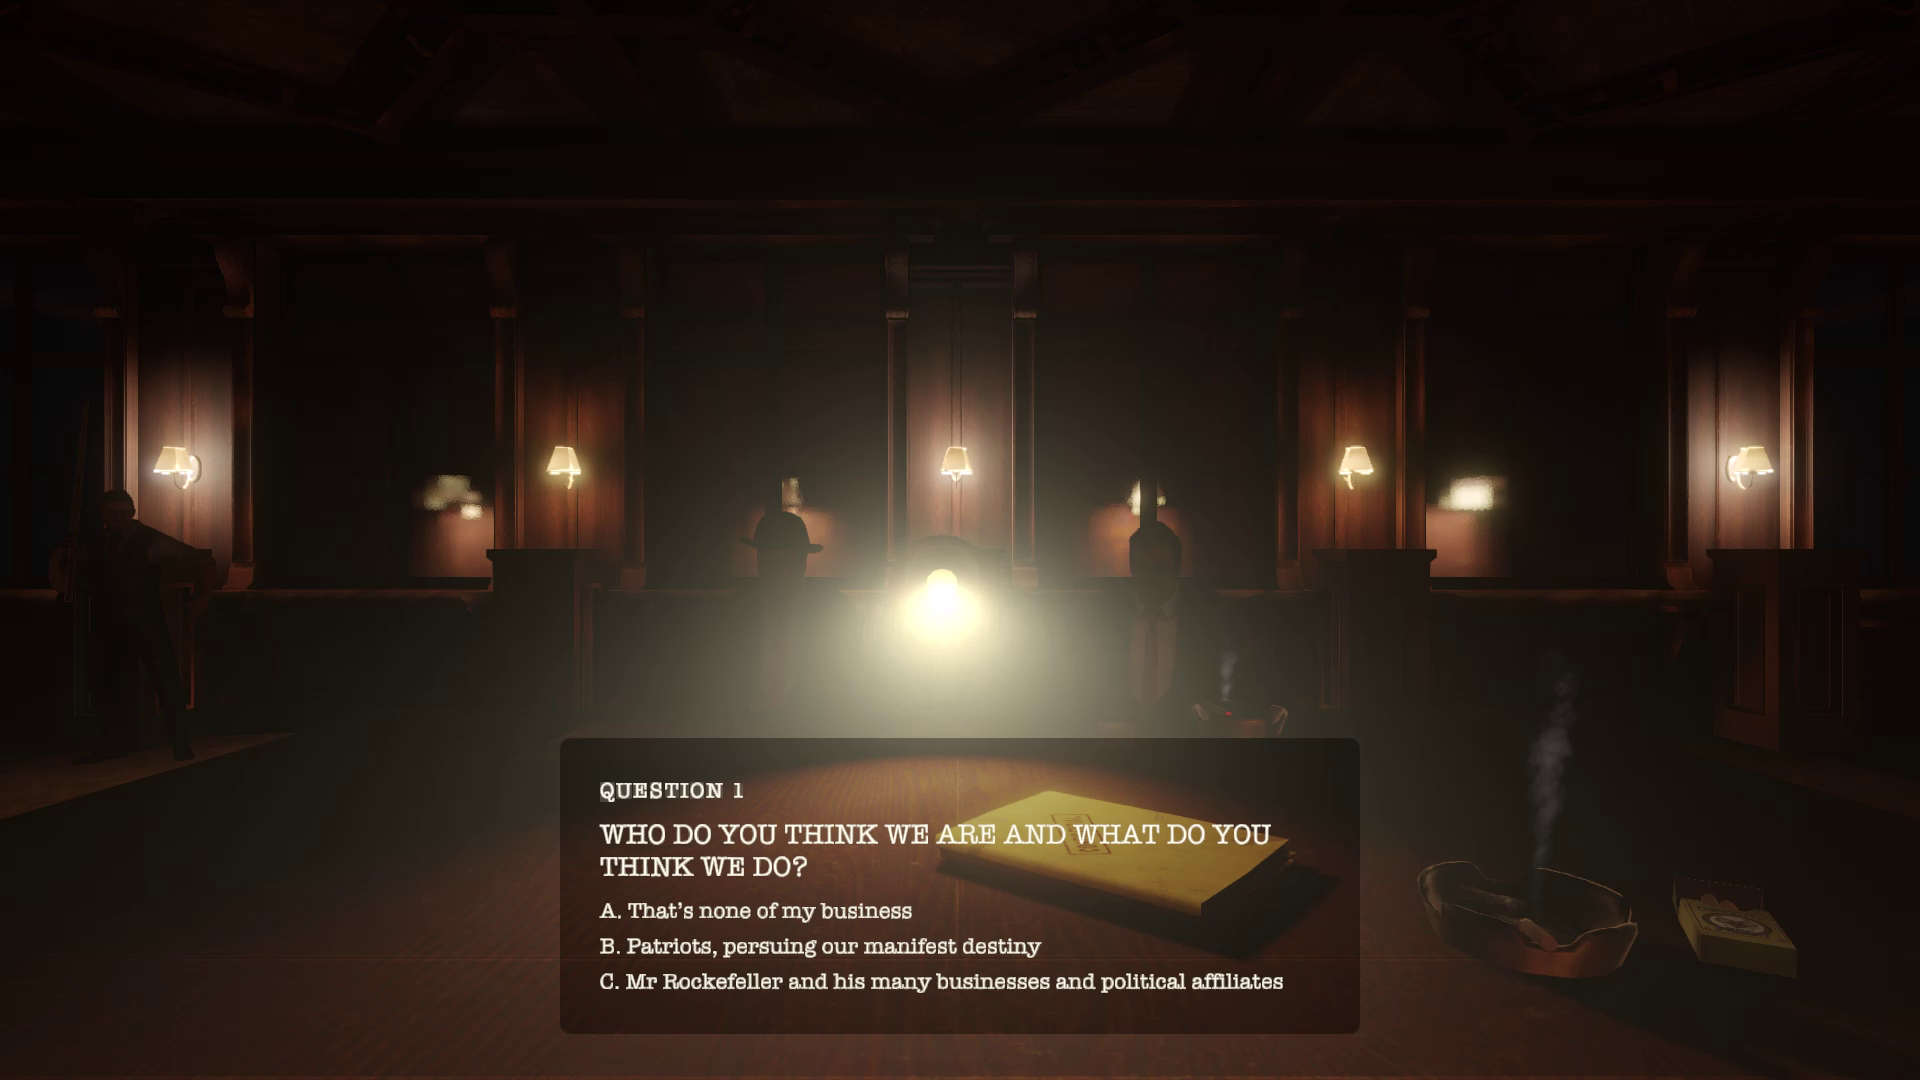 QUESTION 1
WHO DO YOU THINK WE ARE AND WHAT DO YOU
THINK WE DO?
A. That's none of my business
B. Patriots, persuing our manifest destiny
C. Mr Rockefeller and his many businesses and political affiliates